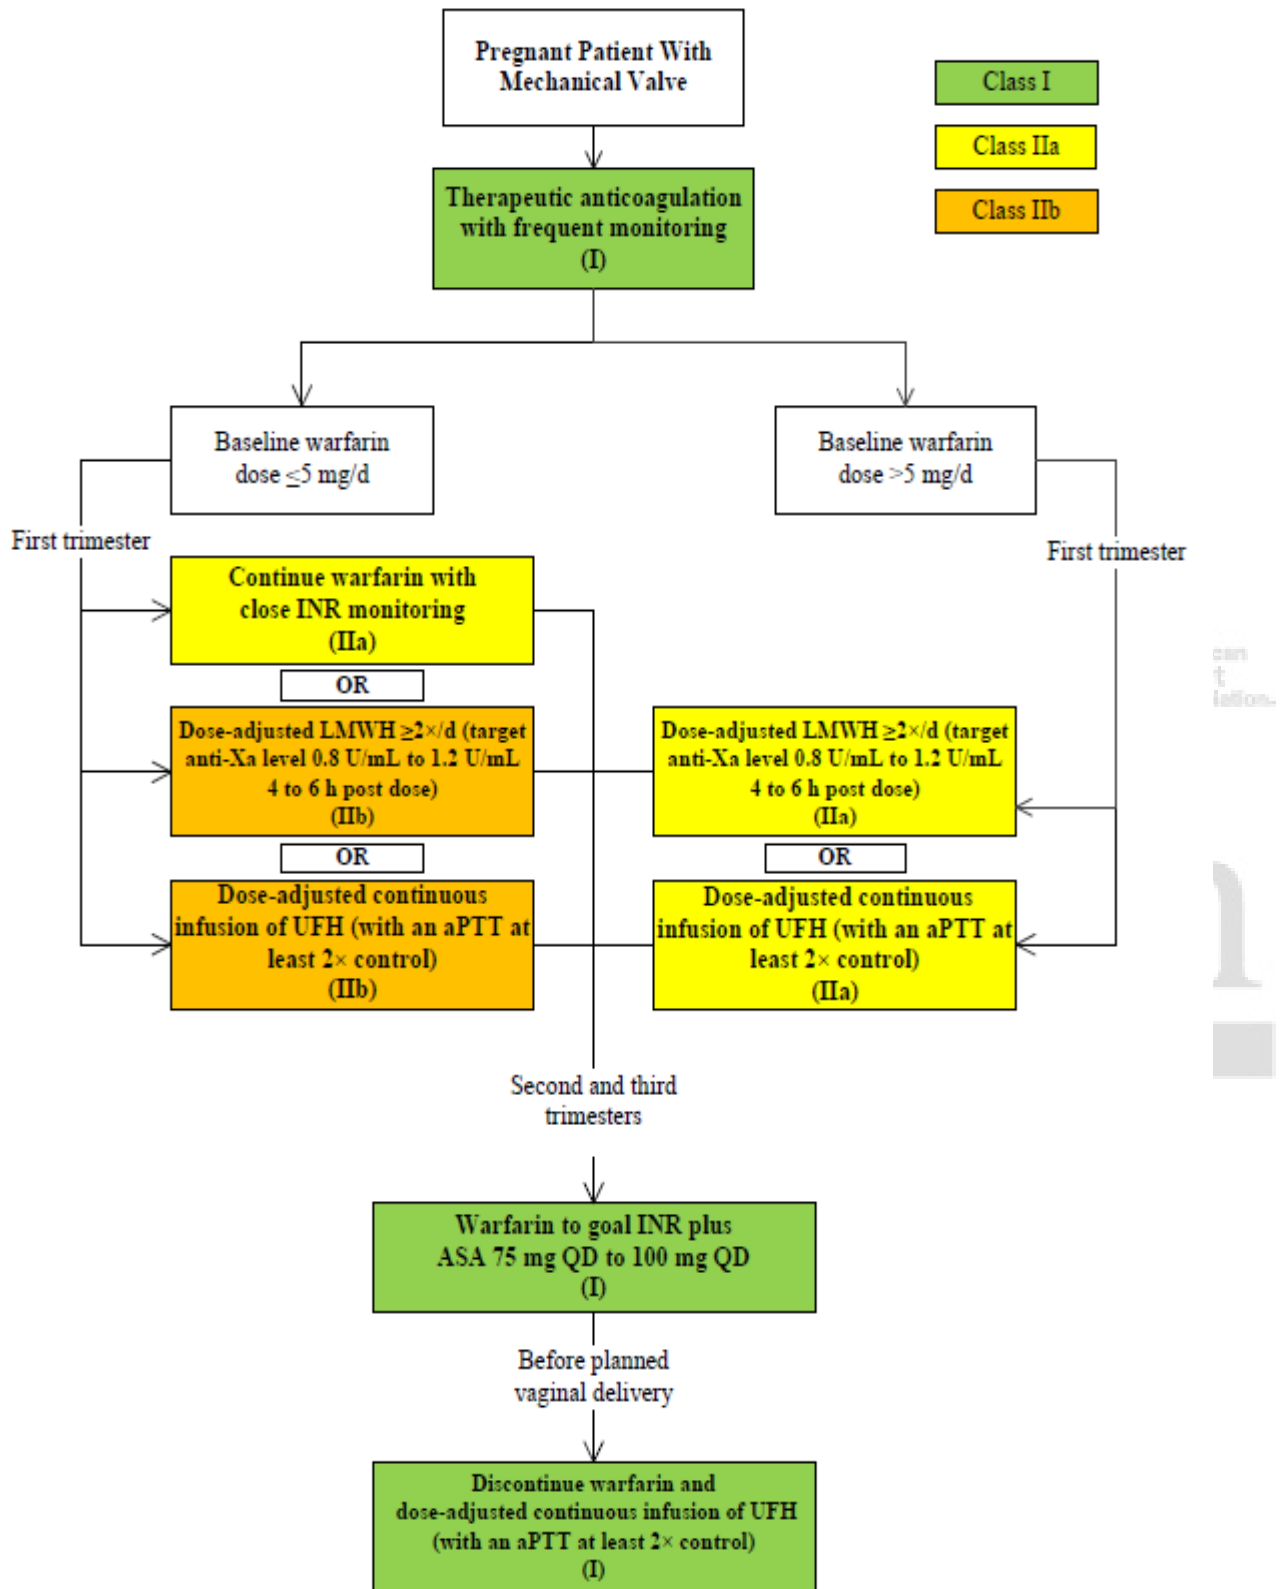 Pregnant Patient With
Mechanical Valve
Class I
Class IIa
Class IIb
Therapeutic anticoagulation
with frequent monitoring
(I)
Baseline warfarin
dose ≤5 mg/d
Baseline warfarin
dose >5 mg/d
First trimester
First trimester
Continue warfarin with
close INR monitoring
(IIa)
OR
Dose-adjusted LMWH ≥2×/d (target
anti-Xa level 0.8 U/mL to 1.2 U/mL
4 to 6 h post dose)
(IIb)
OR
Dose-adjusted continuous
infusion of UFH (with an aPTT at
least 2× control)
(IIb)
Dose-adjusted LMWH ≥2×/d (target
anti-Xa level 0.8 U/mL to 1.2 U/mL
4 to 6 h post dose)
(IIa)
OR
Dose-adjusted continuous
infusion of UFH (with an aPTT at
least 2× control)
(IIa)
Second and third
trimesters
Warfarin to goal INR plus
ASA 75 mg QD to 100 mg QD
(I)
Before planned
vaginal delivery
Discontinue warfarin and
dose-adjusted continuous infusion of UFH
(with an aPTT at least 2× control)
(I)